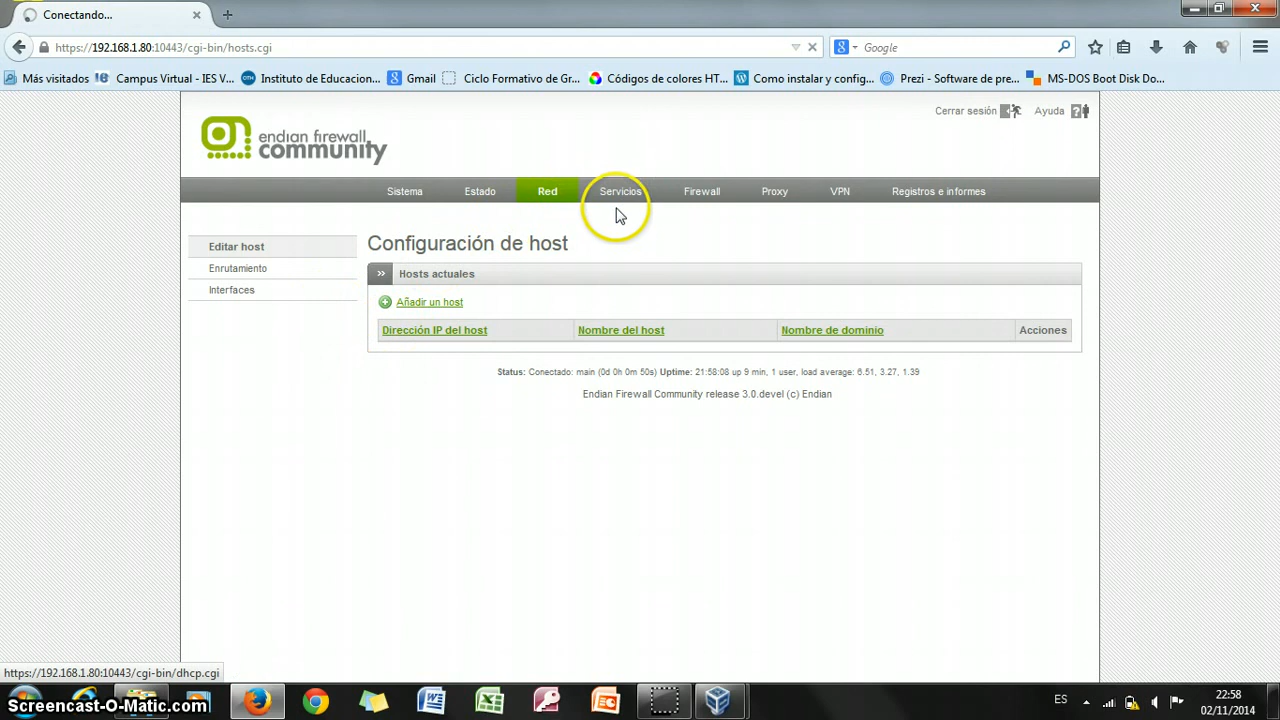 Conectando...
https://192.168.1.80:10443/cgi-bin/hosts.cgi
Google
Más visitados
Campus Virtual - IES V...
Instituto de Educacion...
Gmail
Ciclo Formativo de Gr...
Códigos de colores HT...
Como instalar y config...
Prezi - Software de pre...
MS-DOS Boot Disk Do...
Cerrar sesión
Ayuda
endian firewall
community
Sistema
Estado
Red
Servicios
Firewall
Proxy
VPN
Registros e informes
Editar host
Enrutamiento
Interfaces
Configuración de host
Hosts actuales
Añadir un host
Dirección IP del host
Nombre del host
Nombre de dominio
Acciones
Status: Conectado: main (0d 0h 0m 50s) Uptime: 21:58:08 up 9 min, 1 user, load average: 6.51, 3.27, 1.39
Endian Firewall Community release 3.0.devel (c) Endian
https://192.168.1.80:10443/cgi-bin/dhcp.cgi
Screencast-O-Matic.com
ES
22:58
02/11/2014